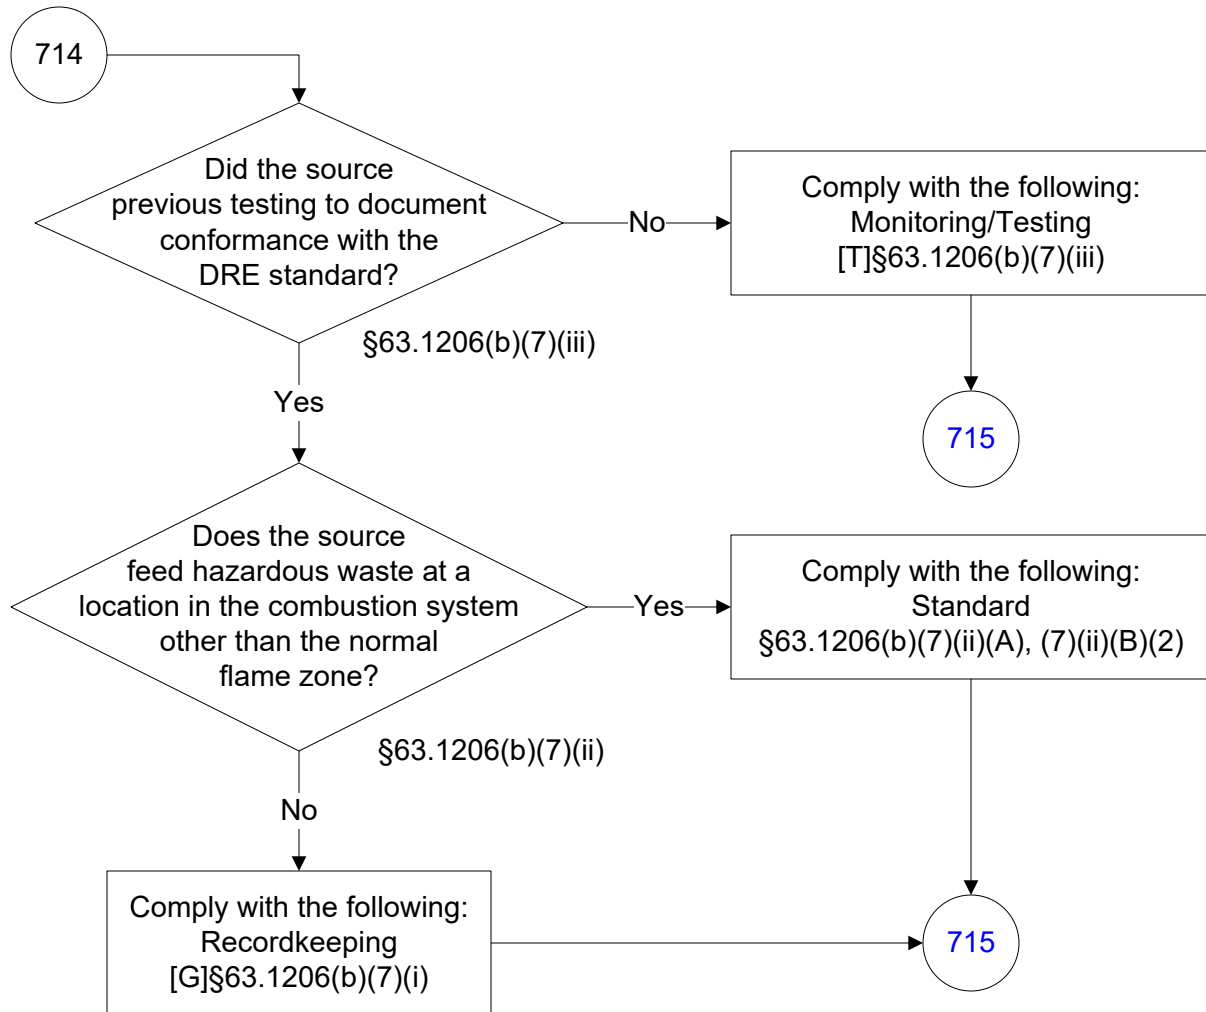 714
Did the source
previous testing to document
conformance with the
DRE standard?
No
Comply with the following:
Monitoring/Testing
[T]§63.1206(b)(7)(iii)
§63.1206(b)(7)(iii)
Yes
715
Does the source
feed hazardous waste at a
location in the combustion system
other than the normal
flame zone?
Yes
Comply with the following:
Standard
§63.1206(b)(7)(ii)(A), (7)(ii)(B)(2)
§63.1206(b)(7)(ii)
No
Comply with the following:
Recordkeeping
[G]§63.1206(b)(7)(i)
715